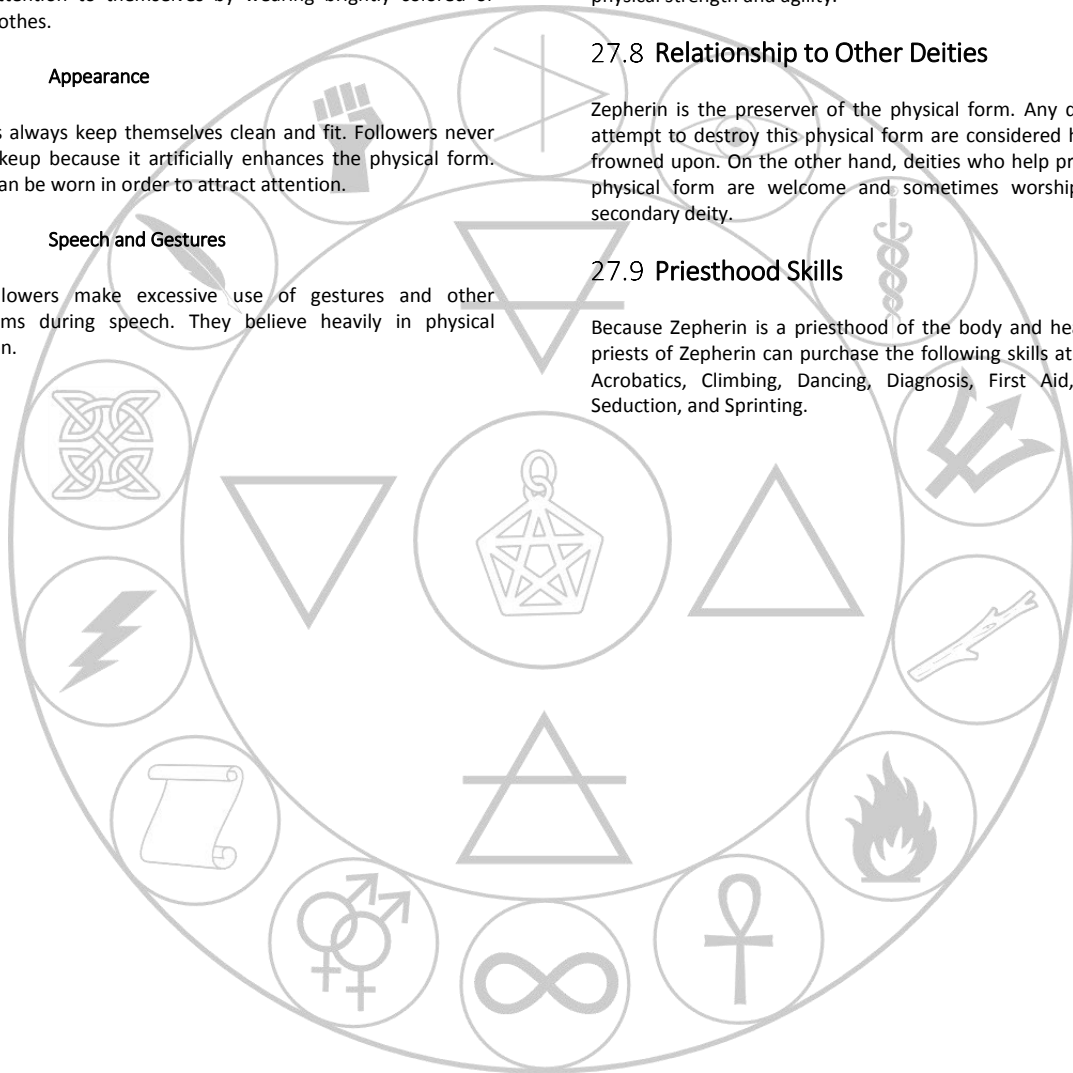 ttention to themselves by wearing brightly colored or
othes.
Appearance
s always keep themselves clean and fit. Followers never
keup because it artificially enhances the physical form.
an be worn in order to attract attention.
Speech and Gestures
lowers make excessive use of gestures and other
ms during speech. They believe heavily in physical
n.
physical strength and agility.
27.8 Relationship to Other Deities
Zepherin is the preserver of the physical form. Any d
attempt to destroy this physical form are considered h
frowned upon. On the other hand, deities who help pr
physical form are welcome and sometimes worship
secondary deity.
27.9 Priesthood Skills
Because Zepherin is a priesthood of the body and hea
priests of Zepherin can purchase the following skills at
Acrobatics, Climbing, Dancing, Diagnosis, First Aid,
Seduction, and Sprinting.